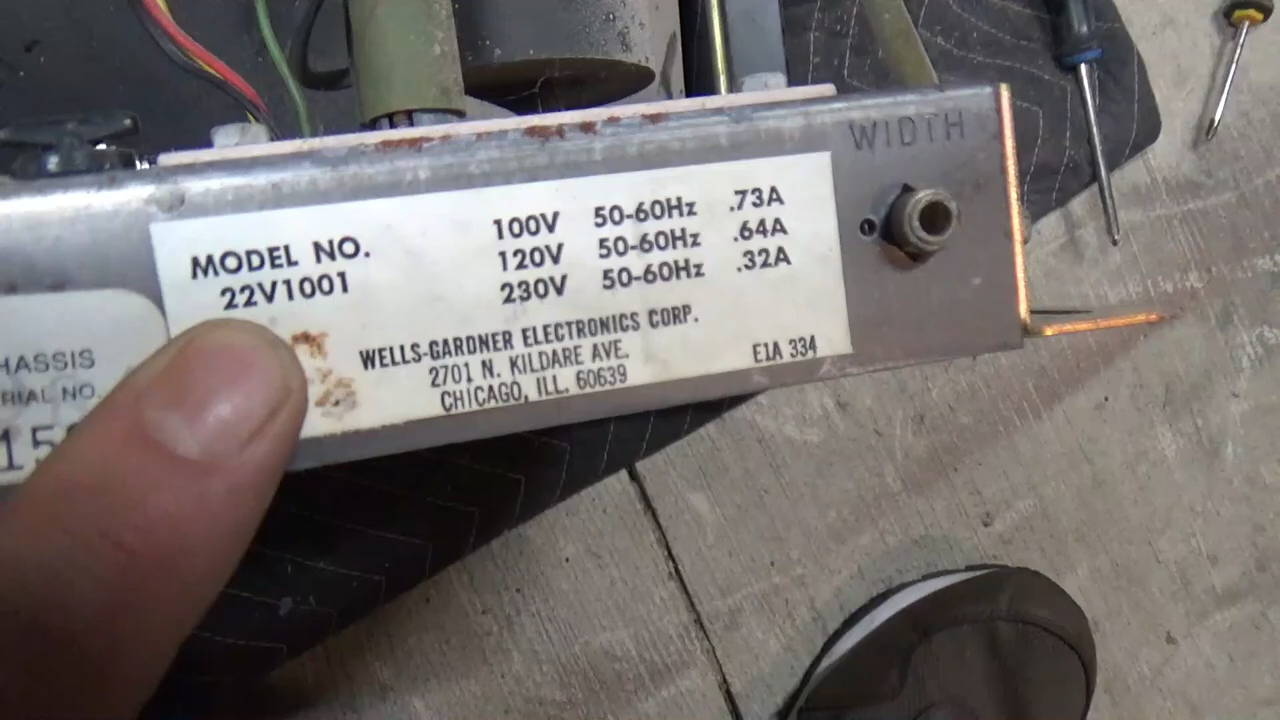 WIDTH
MODEL NO.
22V1001
100V 50-60Hz .73A
120V 50-60Hz .64A
230V 50-60Hz .32A
WELLS-GARDNER ELECTRONICS CORP.
2701 N. KILDARE AVE.
CHICAGO, ILL. 60639
E1A 334
HASSIS
RIAL NO.
15